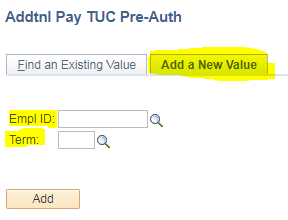 Addtnl Pay TUC Pre-Auth
Find an Existing Value Add a New Value
Empl ID:
Term:
Add